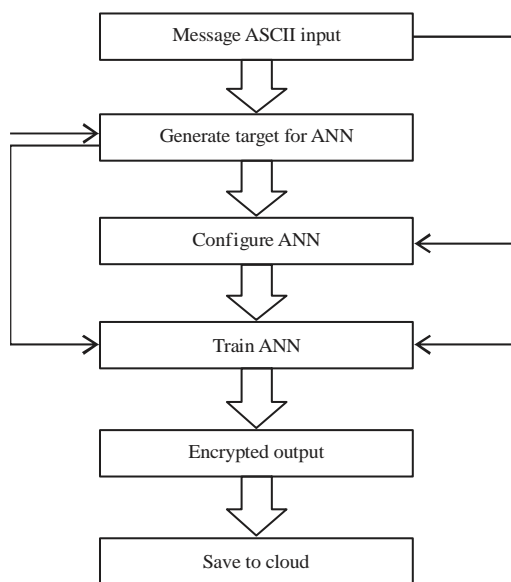 Message ASCII input
Generate target for ANN
Configure ANN
Train ANN
Encrypted output
Save to cloud